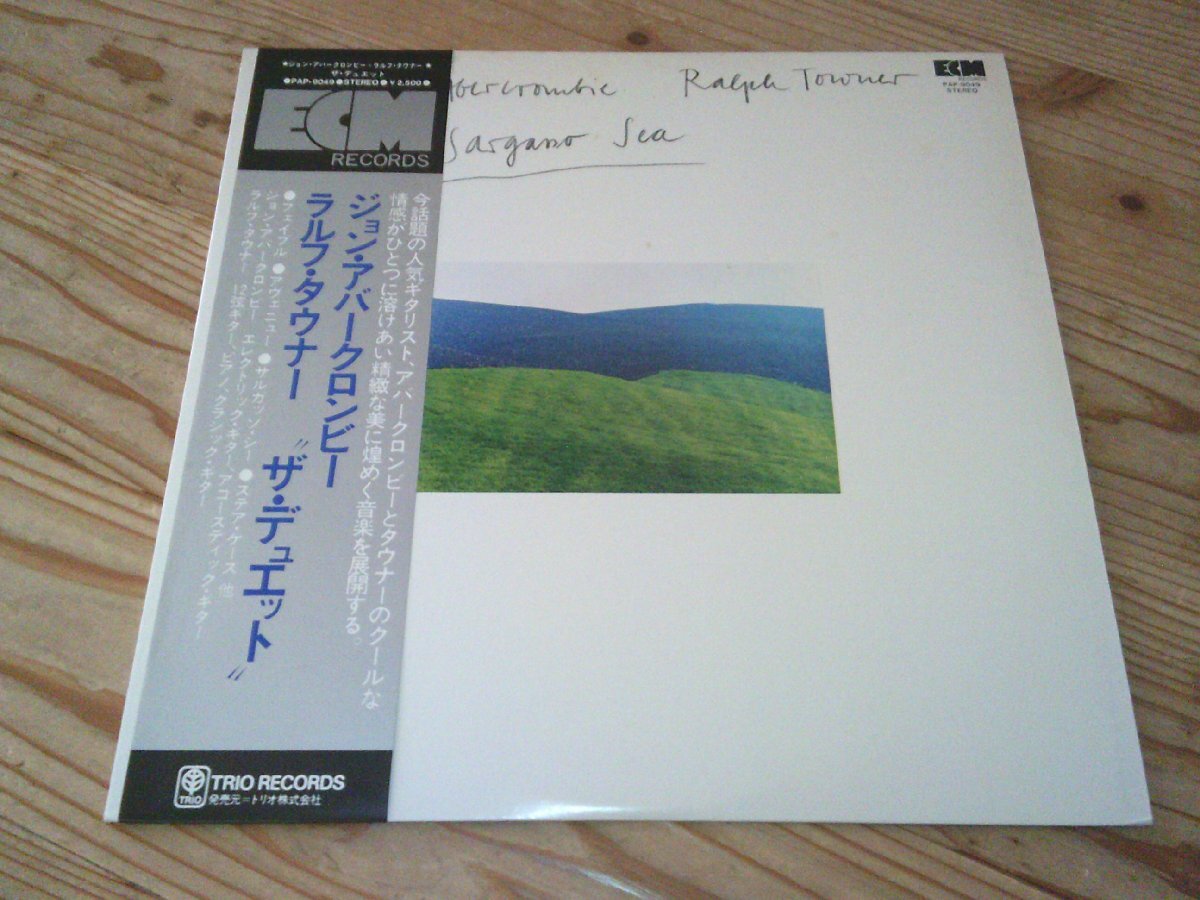 ★ジョン・アバークロンビー・ラルフ・タウナー★
ザ・デュエット
●PAP-9049●STEREO●￥2,500●
ECM
RECORDS
今話題の人気ギタリスト、アバークロンビーとタウナーのクールな
情感がひとつに溶けあい精緻な美に煌めく音楽を展開する。
ジョン・アバークロンビー
ラルフ・タウナー
“ザ・デュエット”
●フェイフル●アヴェニュー●サルガッソ・シー●ステア・ケース 他
ジョン・アバークロンビー エレクトリック・ギター、アコースティック・ギター
ラルフ・タウナー 12弦ギター、ピアノ、クラシック・ギター
TRIO
TRIO RECORDS
発売元=トリオ株式会社
bercrombie Ralph Towner
Sargasso Sea
ECM
RECORDS
PAP-9049
STEREO